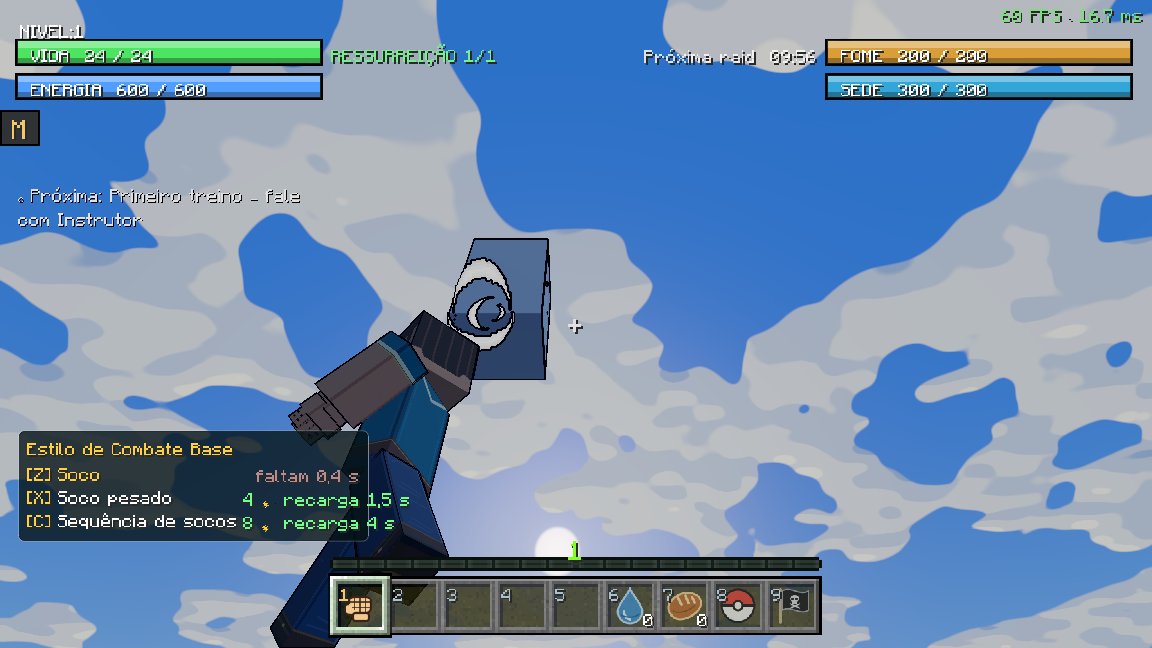 60 FPS · 16.7 ms
NIVEL:1
VIDA 24 / 24
RESSURREIÇÃO 1/1
Próxima raid 09:56
FOME 200 / 200
ENERGIA 600 / 600
SEDE 300 / 300
M
Próxima: Primeiro treino - fale
com Instrutor
Estilo de Combate Base
[Z] Soco faltam 0,4 s
[X] Soco pesado 4 recarga 1,5 s
[C] Sequência de socos 8 recarga 4 s
1
1 2 3 4 5 6 7 8 9
0 0